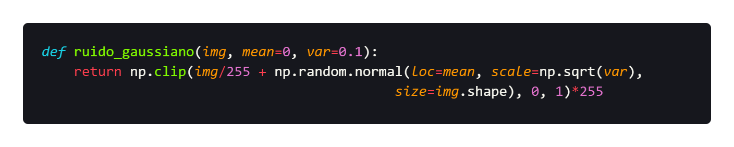 def ruido_gaussiano(img, mean=0, var=0.1):
    return np.clip(img/255 + np.random.normal(loc=mean, scale=np.sqrt(var),
                                            size=img.shape), 0, 1)*255